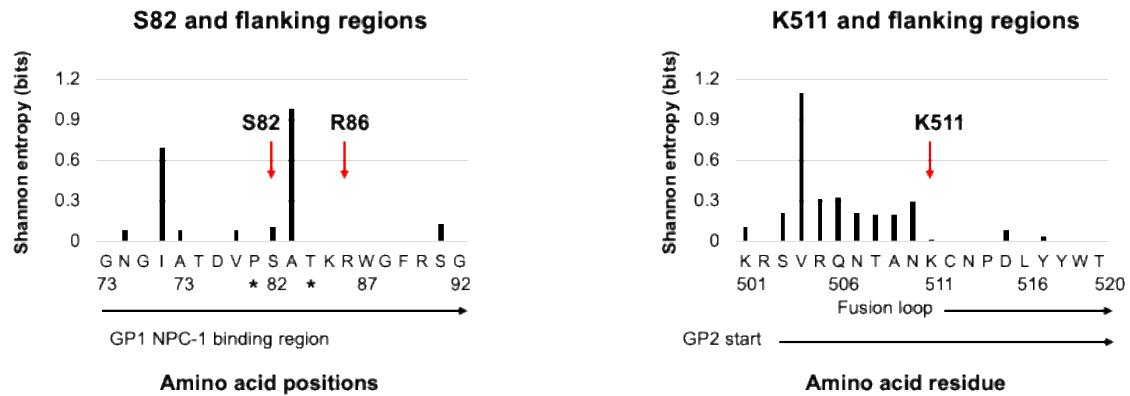 S82 and flanking regions
Shannon entropy (bits)
1.2
0.9
0.6
0.3
0
S82 R86
G N G I A T D V P S A T K R W G F R S G
73 73 * 82 * 87 92
GP1 NPC-1 binding region
Amino acid positions
K511 and flanking regions
Shannon entropy (bits)
1.2
0.9
0.6
0.3
0
K511
K R S V R Q N T A N K C N P D L Y Y W T
501 506 511 516 520
Fusion loop
GP2 start
Amino acid residue